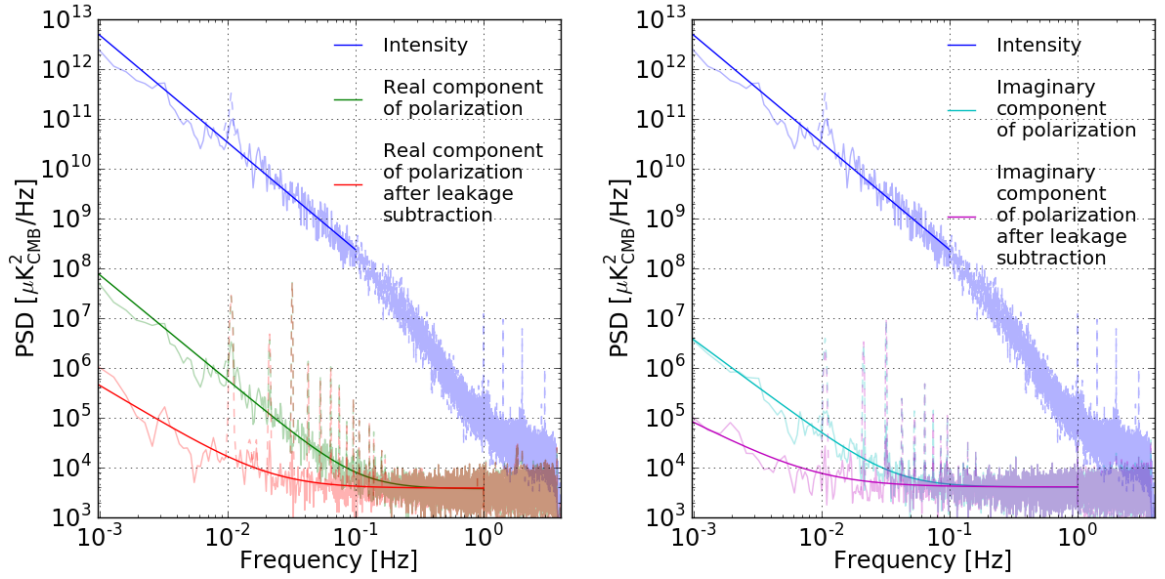 10^13
10^12
10^11
10^10
10^9
10^8
10^7
10^6
10^5
10^4
10^3
PSD [μK²_CMB/Hz]
Intensity
Real component
of polarization
Real component
of polarization
after leakage
subtraction
10^-3
10^-2
10^-1
10^0
Frequency [Hz]
10^13
10^12
10^11
10^10
10^9
10^8
10^7
10^6
10^5
10^4
10^3
PSD [μK²_CMB/Hz]
Intensity
Imaginary
component
of polarization
Imaginary
component
of polarization
after leakage
subtraction
10^-3
10^-2
10^-1
10^0
Frequency [Hz]